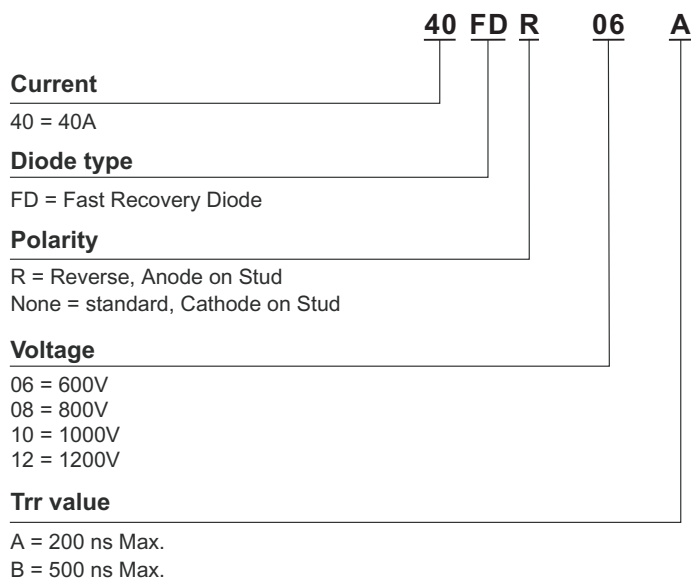 40 FD R 06 A
Current
40 = 40A
Diode type
FD = Fast Recovery Diode
Polarity
R = Reverse, Anode on Stud
None = standard, Cathode on Stud
Voltage
06 = 600V
08 = 800V
10 = 1000V
12 = 1200V
Trr value
A = 200 ns Max.
B = 500 ns Max.